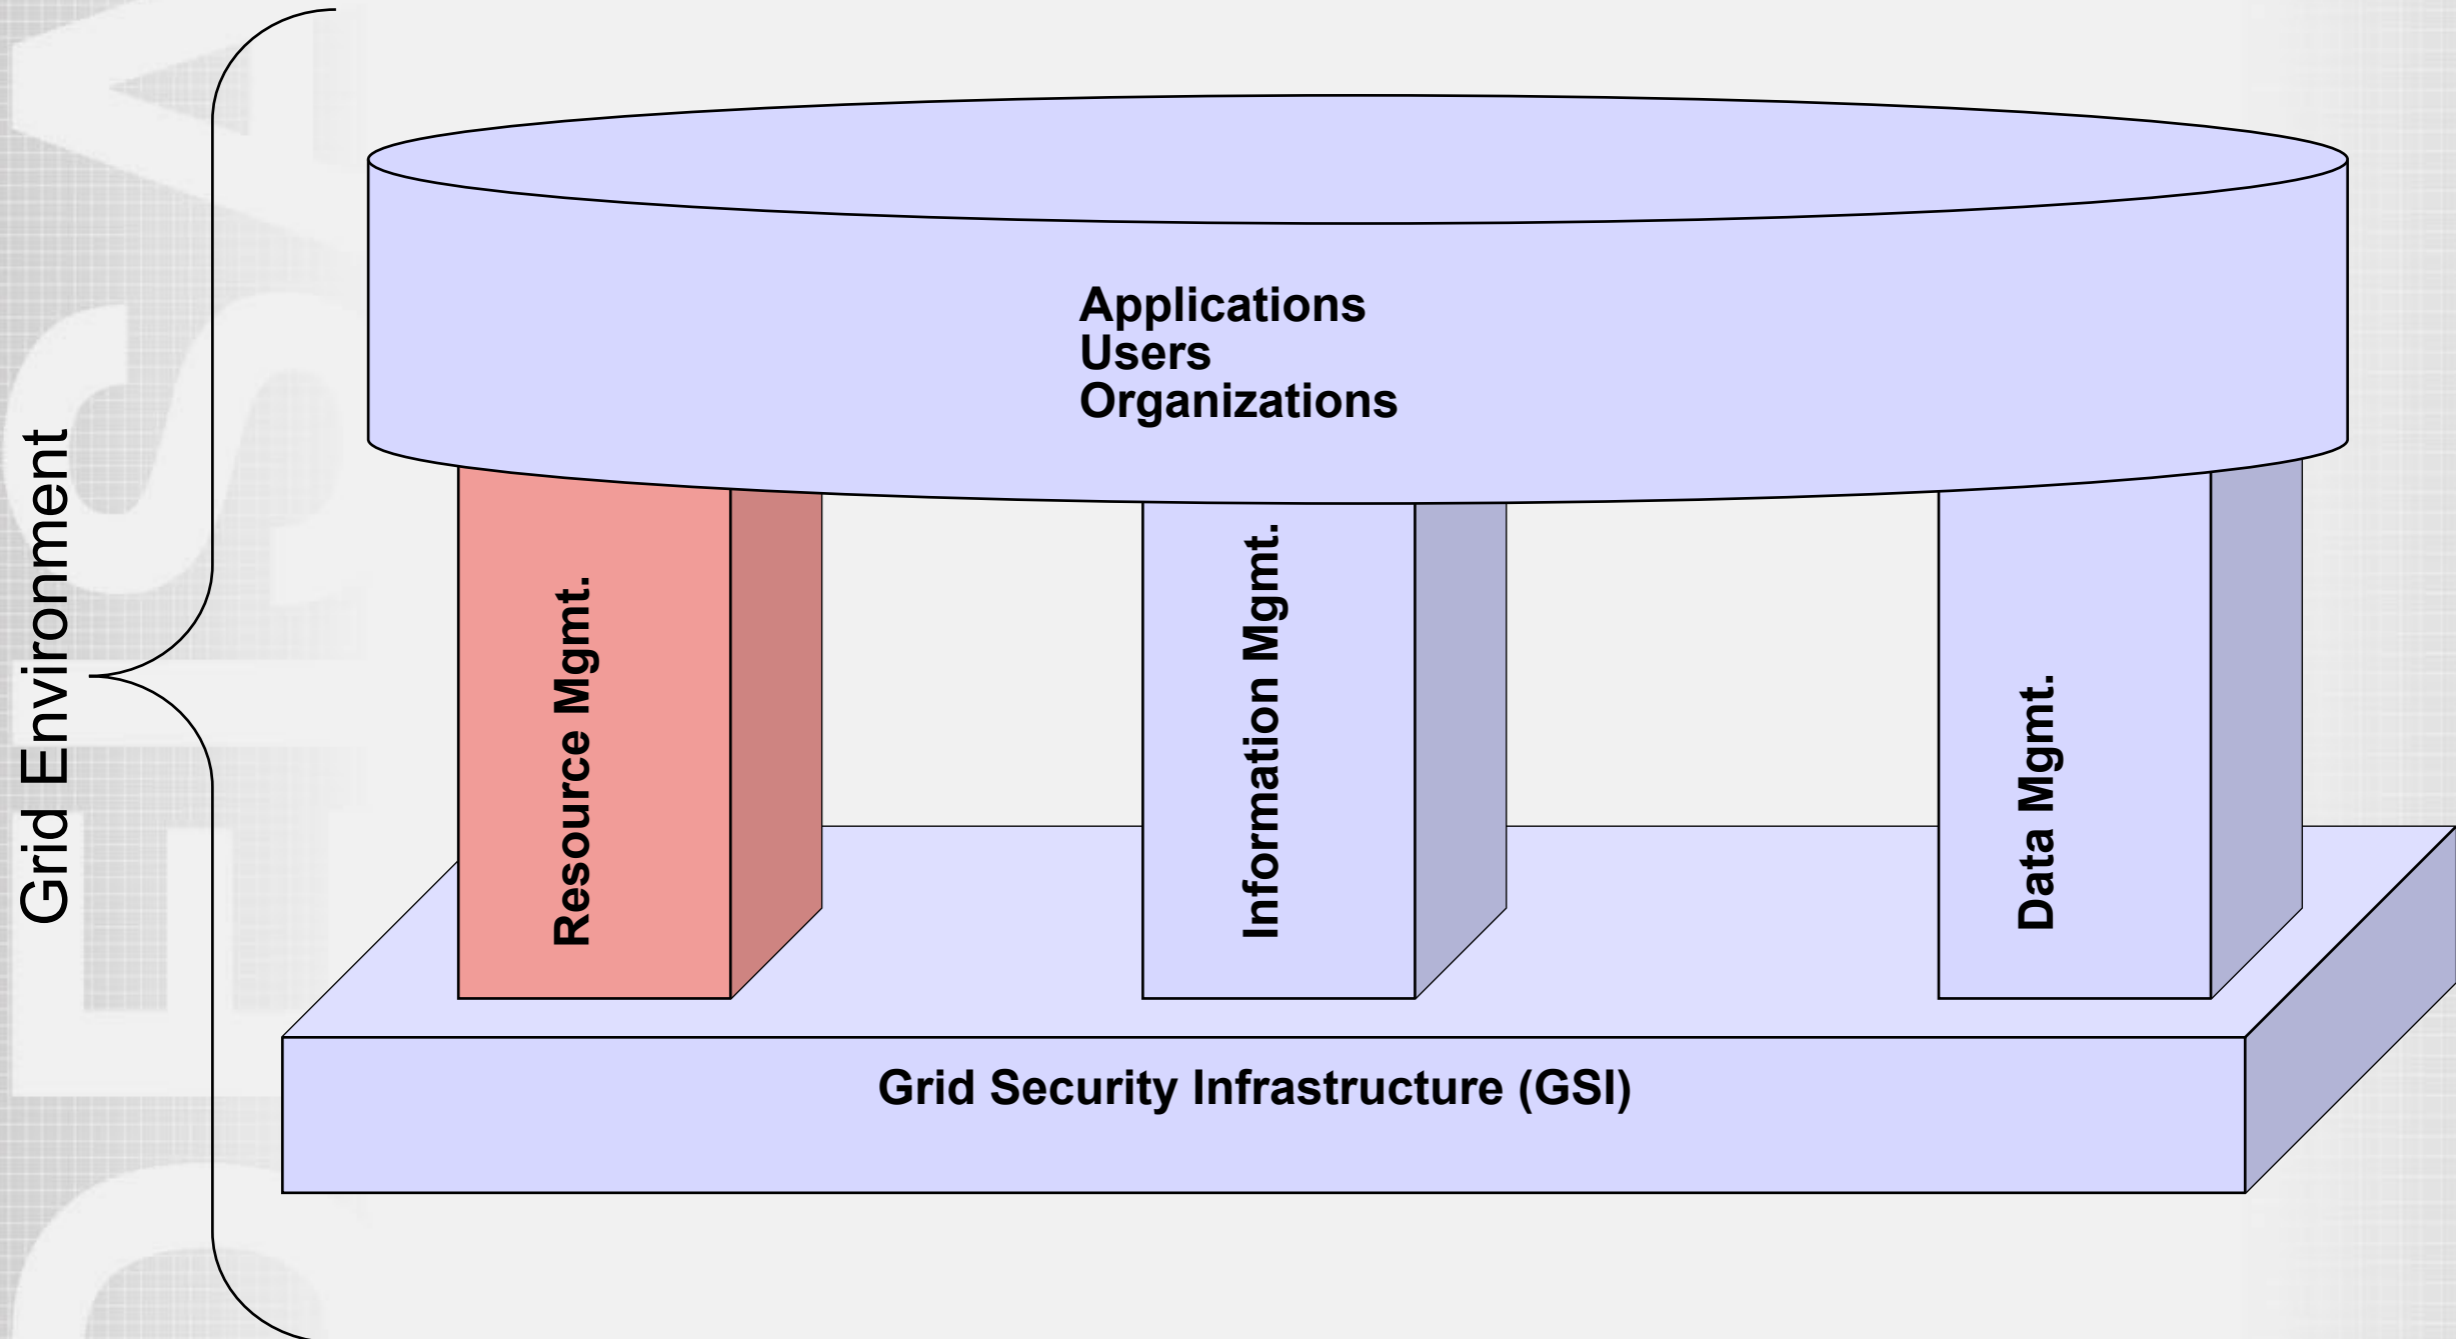 Grid Environment
Applications
Users
Organizations
Resource Mgmt.
Information Mgmt.
Data Mgmt.
Grid Security Infrastructure (GSI)